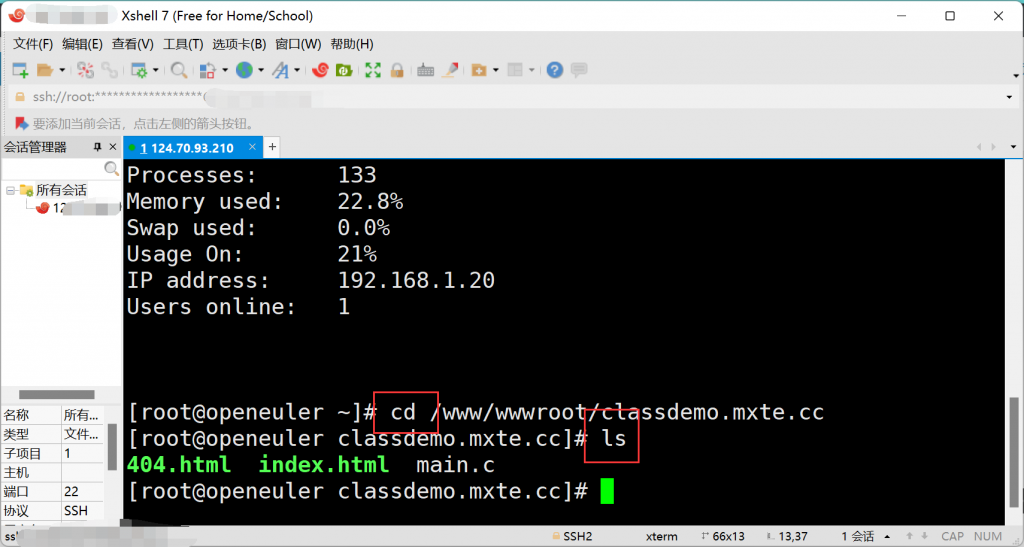 Xshell 7 (Free for Home/School)
文件(F) 编辑(E) 查看(V) 工具(T) 选项卡(B) 窗口(W) 帮助(H)
ssh://root:******************@
要添加当前会话，点击左侧的箭头按钮。
会话管理器
1 124.70.93.210
所有会话
12
Processes: 133
Memory used: 22.8%
Swap used: 0.0%
Usage On: 21%
IP address: 192.168.1.20
Users online: 1
[root@openeuler ~]# cd /www/wwwroot/classdemo.mxte.cc
[root@openeuler classdemo.mxte.cc]# ls
404.html index.html main.c
[root@openeuler classdemo.mxte.cc]#
名称 所有...
类型 文件...
子项目 1
主机
端口 22
协议 SSH
SSH2 xterm 66x13 13,37 1 会话 CAP NUM